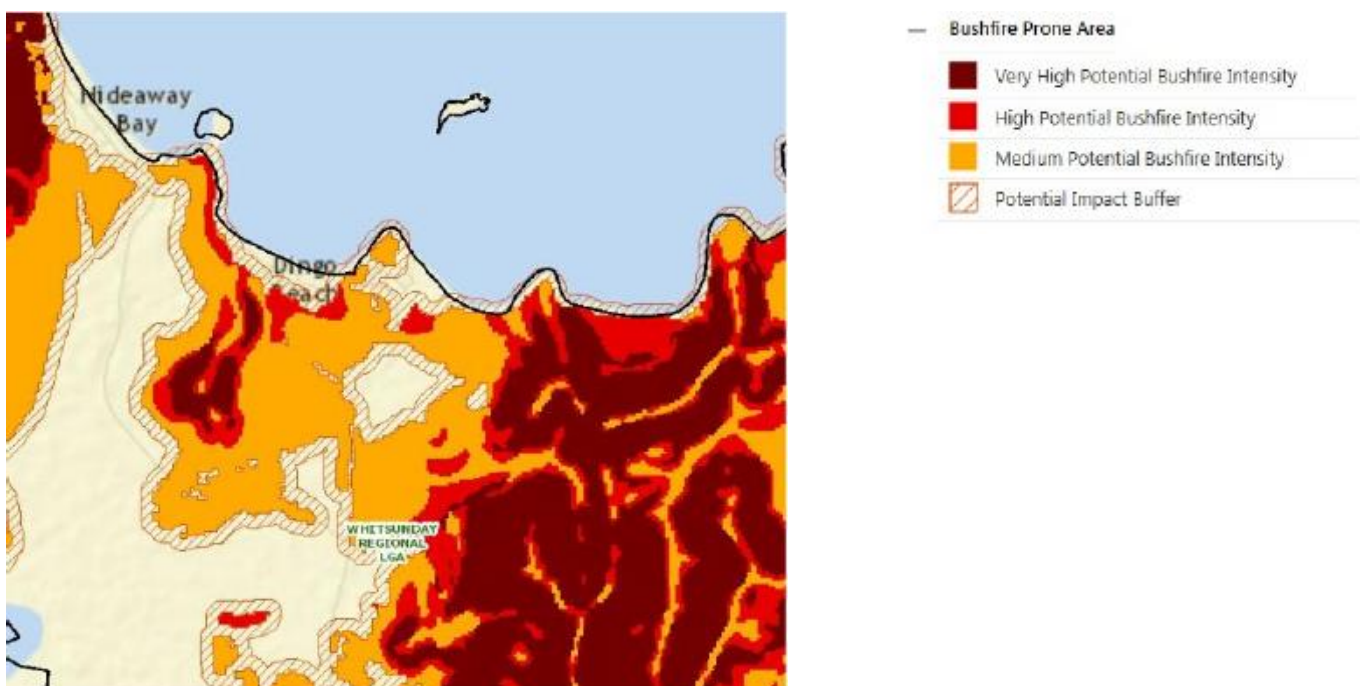 Hideaway
Bay
Dingo
Beach
WHITSUNDAY
REGIONAL
LGA
Bushfire Prone Area
Very High Potential Bushfire Intensity
High Potential Bushfire Intensity
Medium Potential Bushfire Intensity
Potential Impact Buffer